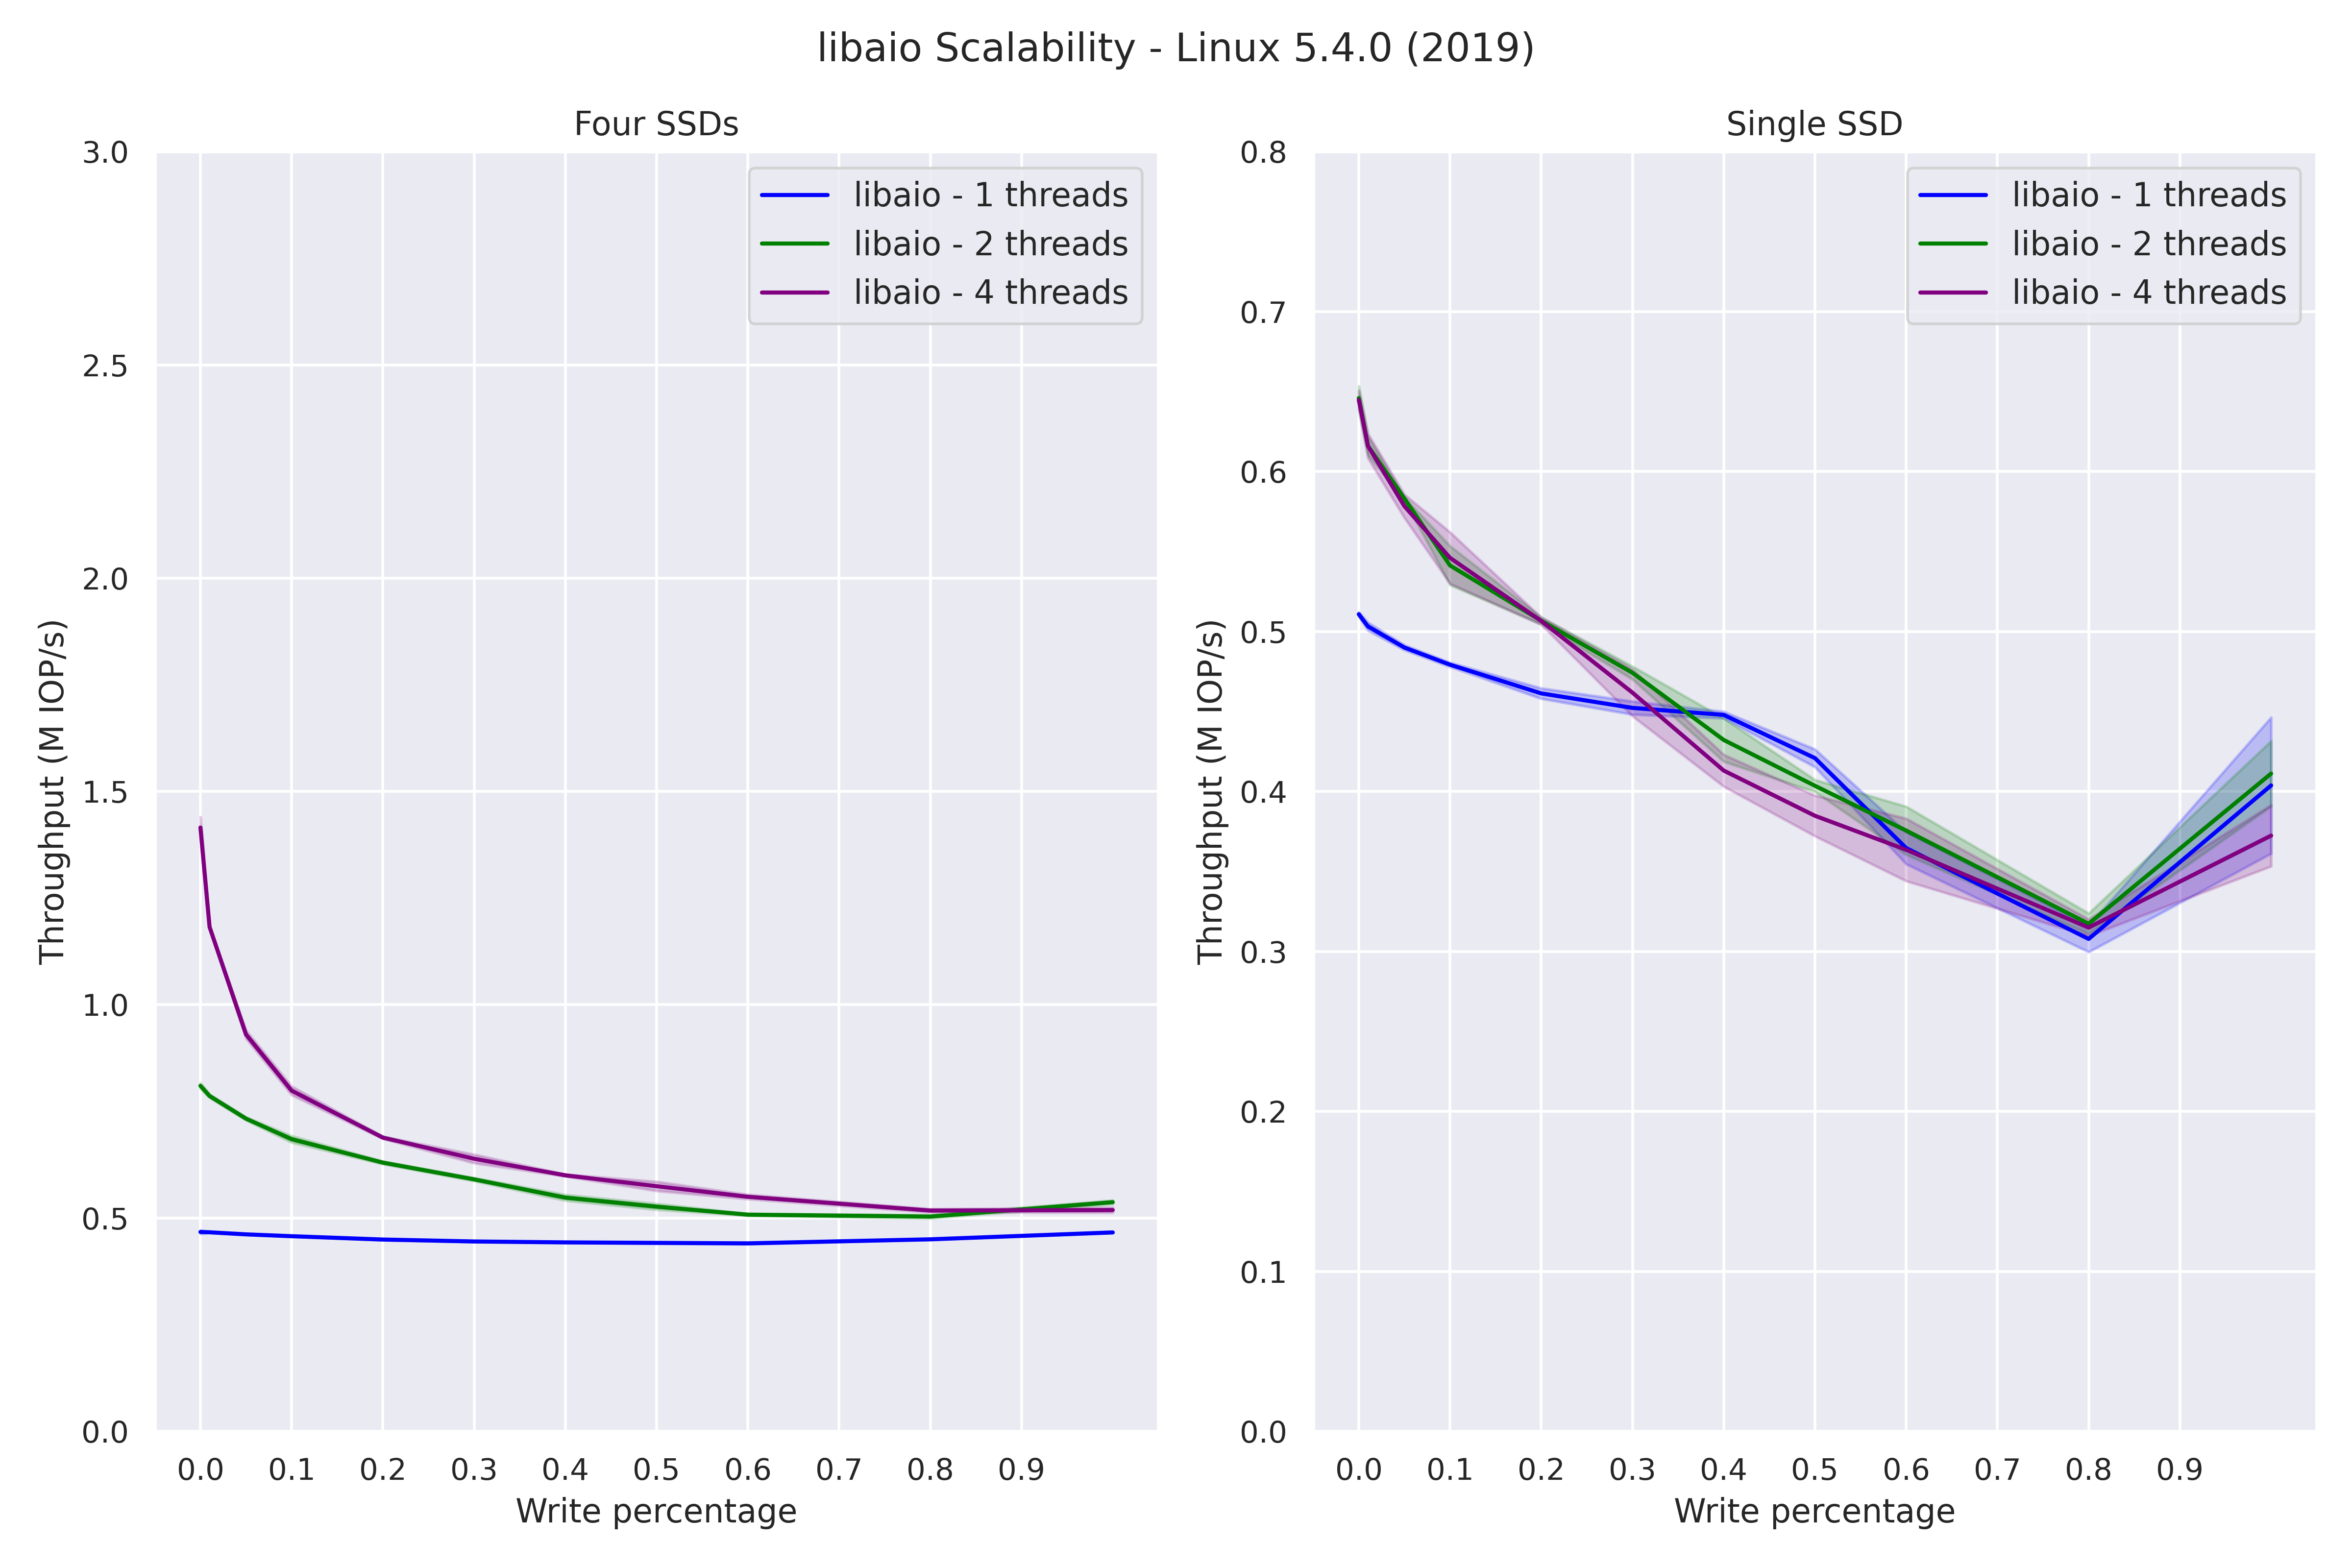 libaio Scalability - Linux 5.4.0 (2019)
Four SSDs
3.0
2.5
2.0
1.5
1.0
0.5
0.0
Throughput (M IOP/s)
libaio - 1 threads
libaio - 2 threads
libaio - 4 threads
0.0 0.1 0.2 0.3 0.4 0.5 0.6 0.7 0.8 0.9
Write percentage
Single SSD
0.8
0.7
0.6
0.5
0.4
0.3
0.2
0.1
0.0
Throughput (M IOP/s)
libaio - 1 threads
libaio - 2 threads
libaio - 4 threads
0.0 0.1 0.2 0.3 0.4 0.5 0.6 0.7 0.8 0.9
Write percentage